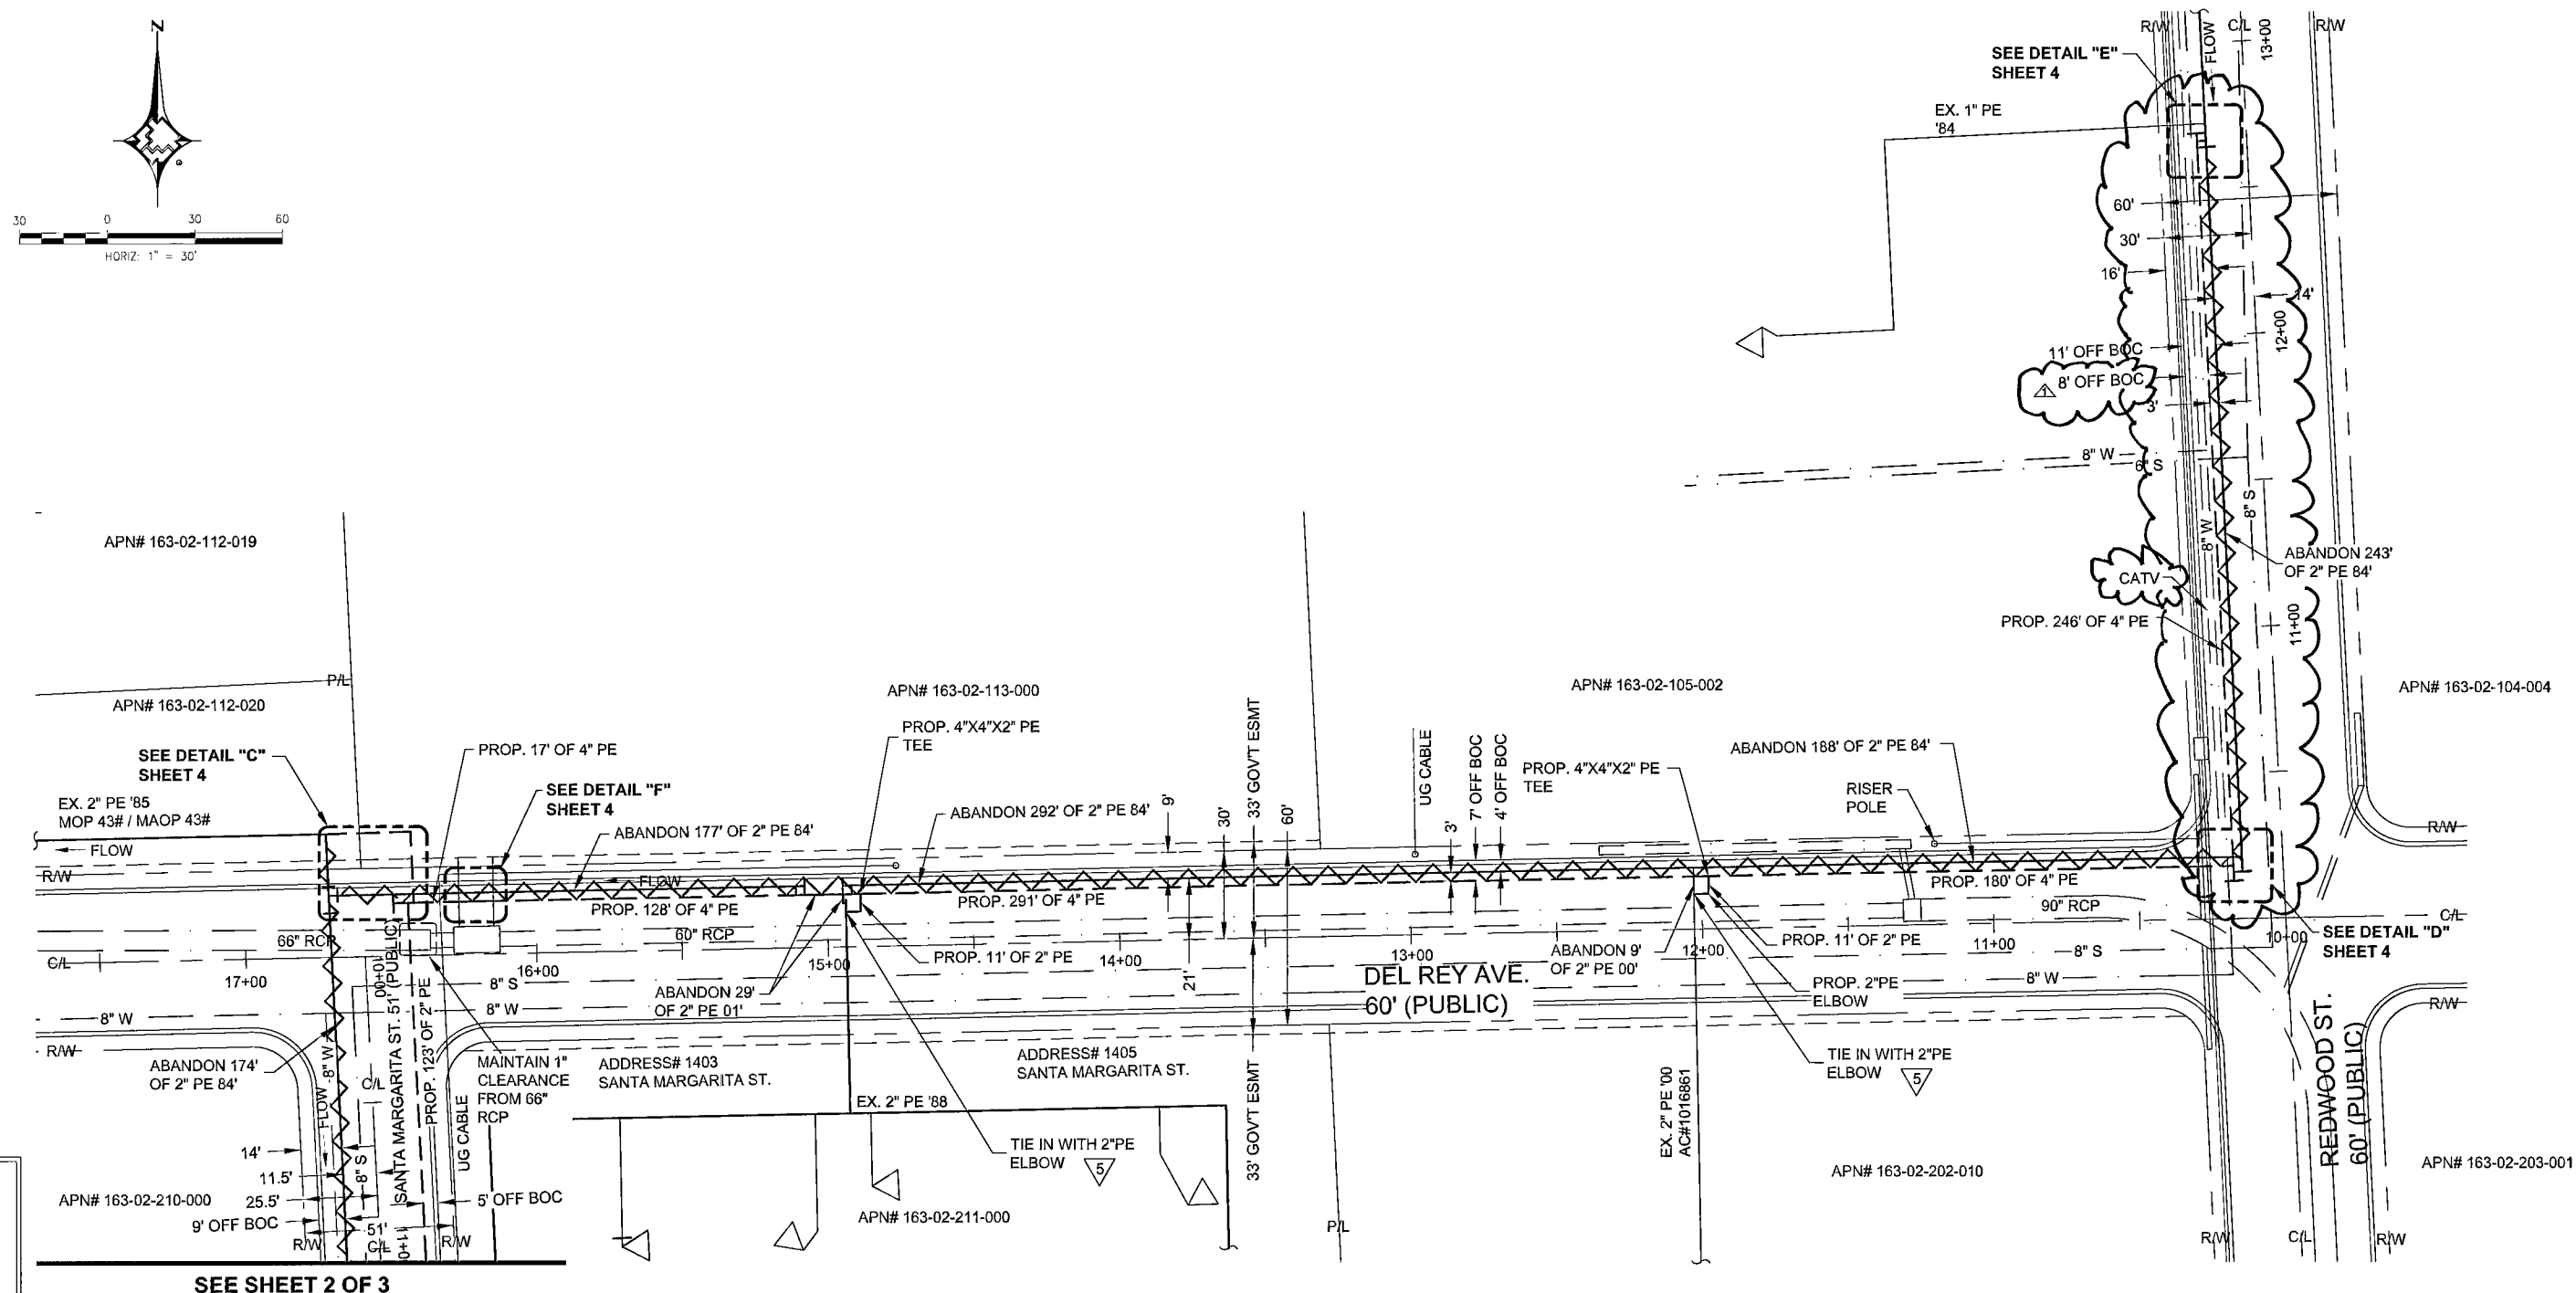 N
30 0 30 60
HORIZ: 1" = 30'
R/W
FLOW
C/L
13+00
R/W
SEE DETAIL "E"
SHEET 4
EX. 1" PE
'84
60'
30'
16'
14'
12+00
11' OFF BOC
1
8' OFF BOC
3'
8" W
6" S
8" S
8" W
ABANDON 243'
OF 2" PE 84'
CATV
PROP. 246' OF 4" PE
11+00
APN# 163-02-112-019
P/L
APN# 163-02-112-020
APN# 163-02-113-000
APN# 163-02-105-002
APN# 163-02-104-004
SEE DETAIL "C"
SHEET 4
PROP. 17' OF 4" PE
SEE DETAIL "F"
SHEET 4
PROP. 4"X4"X2" PE
TEE
EX. 2" PE '85
MOP 43# / MAOP 43#
FLOW
ABANDON 177' OF 2" PE 84'
ABANDON 292' OF 2" PE 84'
9'
30'
33' GOV'T ESMT
60'
UG CABLE
3'
7' OFF BOC
4' OFF BOC
PROP. 4"X4"X2" PE
TEE
ABANDON 188' OF 2" PE 84'
RISER
POLE
R/W
R/W
FLOW
PROP. 128' OF 4" PE
PROP. 291' OF 4" PE
PROP. 180' OF 4" PE
90" RCP
C/L
66" RCP
60" RCP
C/L
17+00
16+00
15+00
14+00
13+00
12+00
11+00
10+00
PROP. 11' OF 2" PE
21'
ABANDON 9'
OF 2" PE 00'
PROP. 11' OF 2" PE
SEE DETAIL "D"
SHEET 4
10+00
8" S
8" S
DEL REY AVE.
60' (PUBLIC)
ABANDON 29'
OF 2" PE 01'
PROP. 2"PE
ELBOW
8" W
8" W
8" W
R/W
R/W
ABANDON 174'
OF 2" PE 84'
8" W
FLOW
C/L
SANTA MARGARITA ST. 51' (PUBLIC)
PROP. 123' OF 2" PE
UG CABLE
MAINTAIN 1"
CLEARANCE
FROM 66"
RCP
ADDRESS# 1403
SANTA MARGARITA ST.
ADDRESS# 1405
SANTA MARGARITA ST.
EX. 2" PE '88
TIE IN WITH 2"PE
ELBOW
5
33' GOV'T ESMT
EX. 2" PE '00
AC#1016861
TIE IN WITH 2"PE
ELBOW
5
REDWOOD ST.
60' (PUBLIC)
14'
11.5'
8" S
25.5'
9' OFF BOC
51'
5' OFF BOC
APN# 163-02-210-000
APN# 163-02-211-000
APN# 163-02-202-010
APN# 163-02-203-001
R/W
C/L
11+0
R/W
P/L
R/W
C/L
R/W
SEE SHEET 2 OF 3